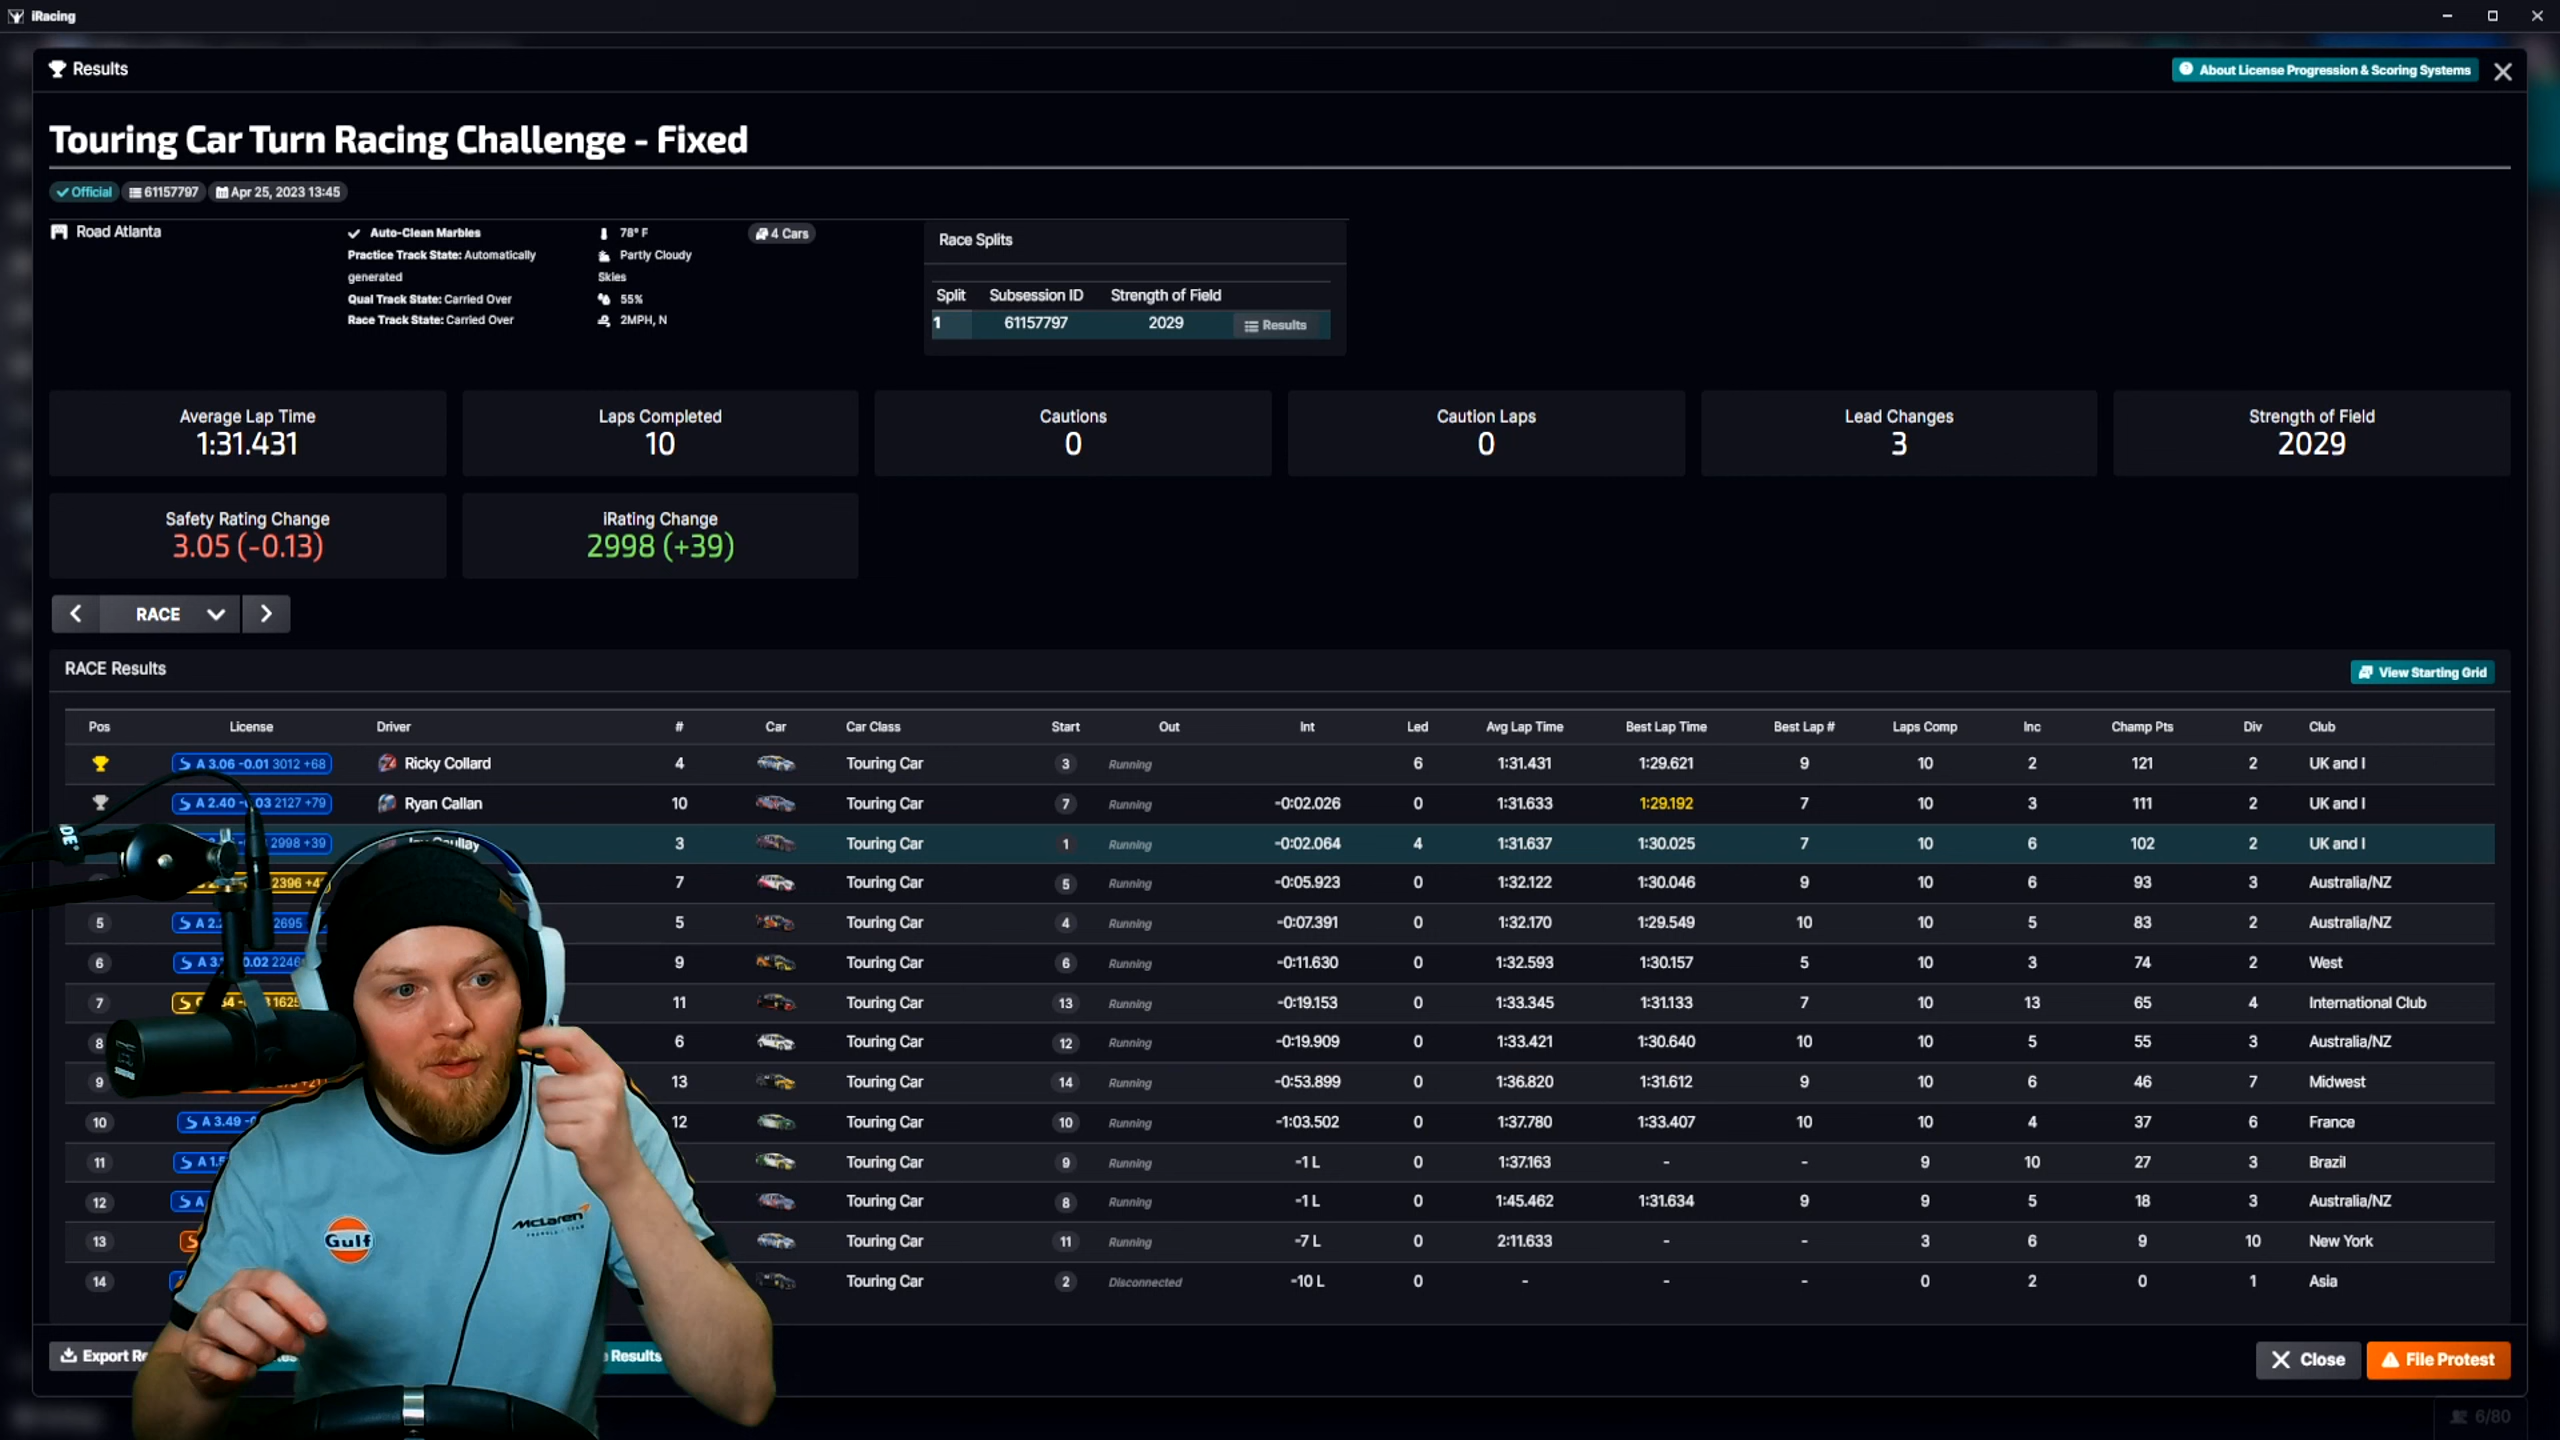 iRacing
Results
About License Progression & Scoring Systems
Touring Car Turn Racing Challenge - Fixed
Official 61157797 Apr 25, 2023 13:45
Road Atlanta
Auto-Clean Marbles
Practice Track State: Automatically
generated
Qual Track State: Carried Over
Race Track State: Carried Over
78° F
Partly Cloudy
Skies
55%
2MPH, N
4 Cars
Race Splits
Split Subsession ID Strength of Field
1 61157797 2029 Results
Average Lap Time
1:31.431
Laps Completed
10
Cautions
0
Caution Laps
0
Lead Changes
3
Strength of Field
2029
Safety Rating Change
3.05 (-0.13)
iRating Change
2998 (+39)
RACE
RACE Results
View Starting Grid
Pos License Driver # Car Car Class Start Out Int Led Avg Lap Time Best Lap Time Best Lap # Laps Comp Inc Champ Pts Div Club
A 3.06 -0.01 3012 +68 Ricky Collard 4 Touring Car 3 Running 6 1:31.431 1:29.621 9 10 2 121 2 UK and I
A 2.40 -0.03 2127 +79 Ryan Callan 10 Touring Car 7 Running -0:02.026 0 1:31.633 1:29.192 7 10 3 111 2 UK and I
2998 +39 3 Touring Car 1 Running -0:02.064 4 1:31.637 1:30.025 7 10 6 102 2 UK and I
2396 7 Touring Car 5 Running -0:05.923 0 1:32.122 1:30.046 9 10 6 93 3 Australia/NZ
5 A 2695 5 Touring Car 4 Running -0:07.391 0 1:32.170 1:29.549 10 10 5 83 2 Australia/NZ
6 A 9 Touring Car 6 Running -0:11.630 0 1:32.593 1:30.157 5 10 3 74 2 West
7 1625 11 Touring Car 13 Running -0:19.153 0 1:33.345 1:31.133 7 10 13 65 4 International Club
8 6 Touring Car 12 Running -0:19.909 0 1:33.421 1:30.640 10 10 5 55 3 Australia/NZ
9 13 Touring Car 14 Running -0:53.899 0 1:36.820 1:31.612 9 10 6 46 7 Midwest
10 A 3.49 12 Touring Car 10 Running -1:03.502 0 1:37.780 1:33.407 10 10 4 37 6 France
11 A Touring Car 9 Running -1 L 0 1:37.163 - - 9 10 27 3 Brazil
12 A Touring Car 8 Running -1 L 0 1:45.462 1:31.634 9 9 5 18 3 Australia/NZ
13 Touring Car 11 Running -7 L 0 2:11.633 - - 3 6 9 10 New York
14 Touring Car 2 Disconnected -10 L 0 - - - 0 2 0 1 Asia
Gulf
McLaren
Export Results
Close
File Protest
6/80